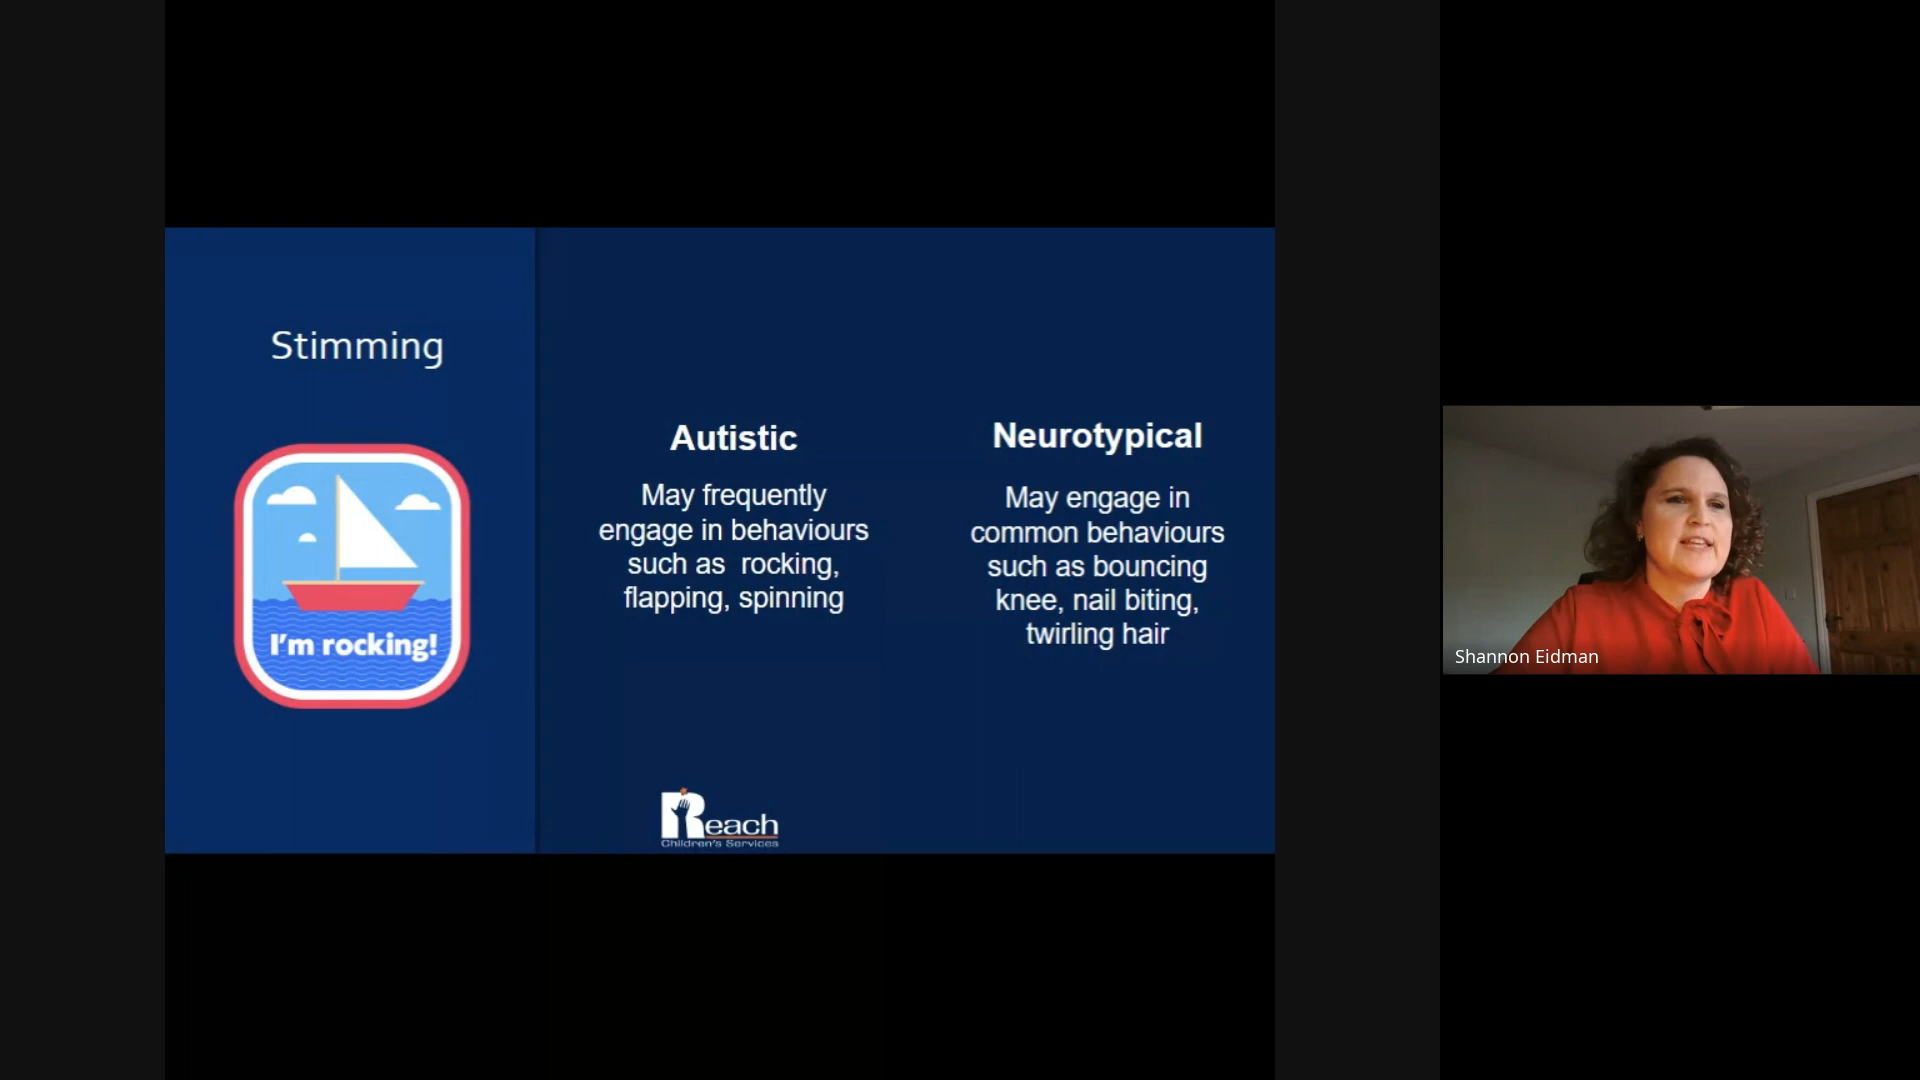 Stimming
I'm rocking!
Autistic
May frequently
engage in behaviours
such as  rocking,
flapping, spinning
Neurotypical
May engage in
common behaviours
such as bouncing
knee, nail biting,
twirling hair
Reach
Children's Services
Shannon Eidman